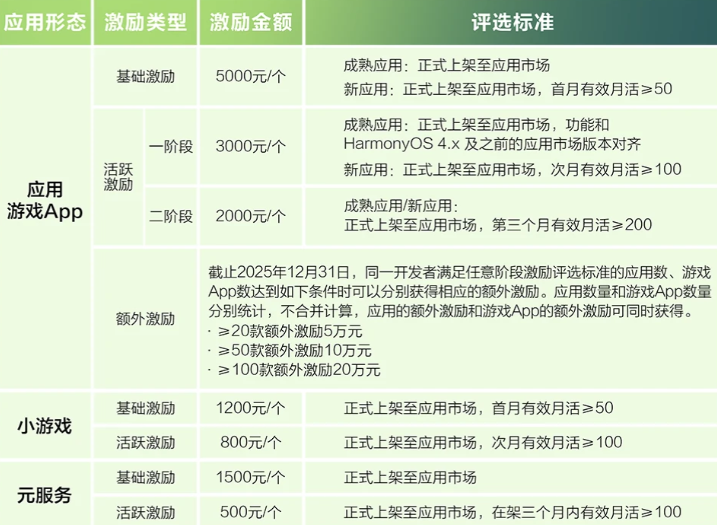 应用形态 激励类型 激励金额 评选标准
应用
游戏App
基础激励 5000元/个
成熟应用：正式上架至应用市场
新应用：正式上架至应用市场，首月有效月活≥50
活跃
激励
一阶段 3000元/个
成熟应用：正式上架至应用市场，功能和
HarmonyOS 4.x 及之前的应用市场版本对齐
新应用：正式上架至应用市场，次月有效月活≥100
二阶段 2000元/个
成熟应用/新应用：
正式上架至应用市场，第三个月有效月活≥200
额外激励
截止2025年12月31日，同一开发者满足任意阶段激励评选标准的应用数、游戏
App数达到如下条件时可以分别获得相应的额外激励。应用数量和游戏App数量
分别统计，不合并计算，应用的额外激励和游戏App的额外激励可同时获得。
· ≥20款额外激励5万元
· ≥50款额外激励10万元
· ≥100款额外激励20万元
小游戏
基础激励 1200元/个 正式上架至应用市场，首月有效月活≥50
活跃激励 800元/个 正式上架至应用市场，次月有效月活≥100
元服务
基础激励 1500元/个 正式上架至应用市场
活跃激励 500元/个 正式上架至应用市场，在架三个月内有效月活≥100